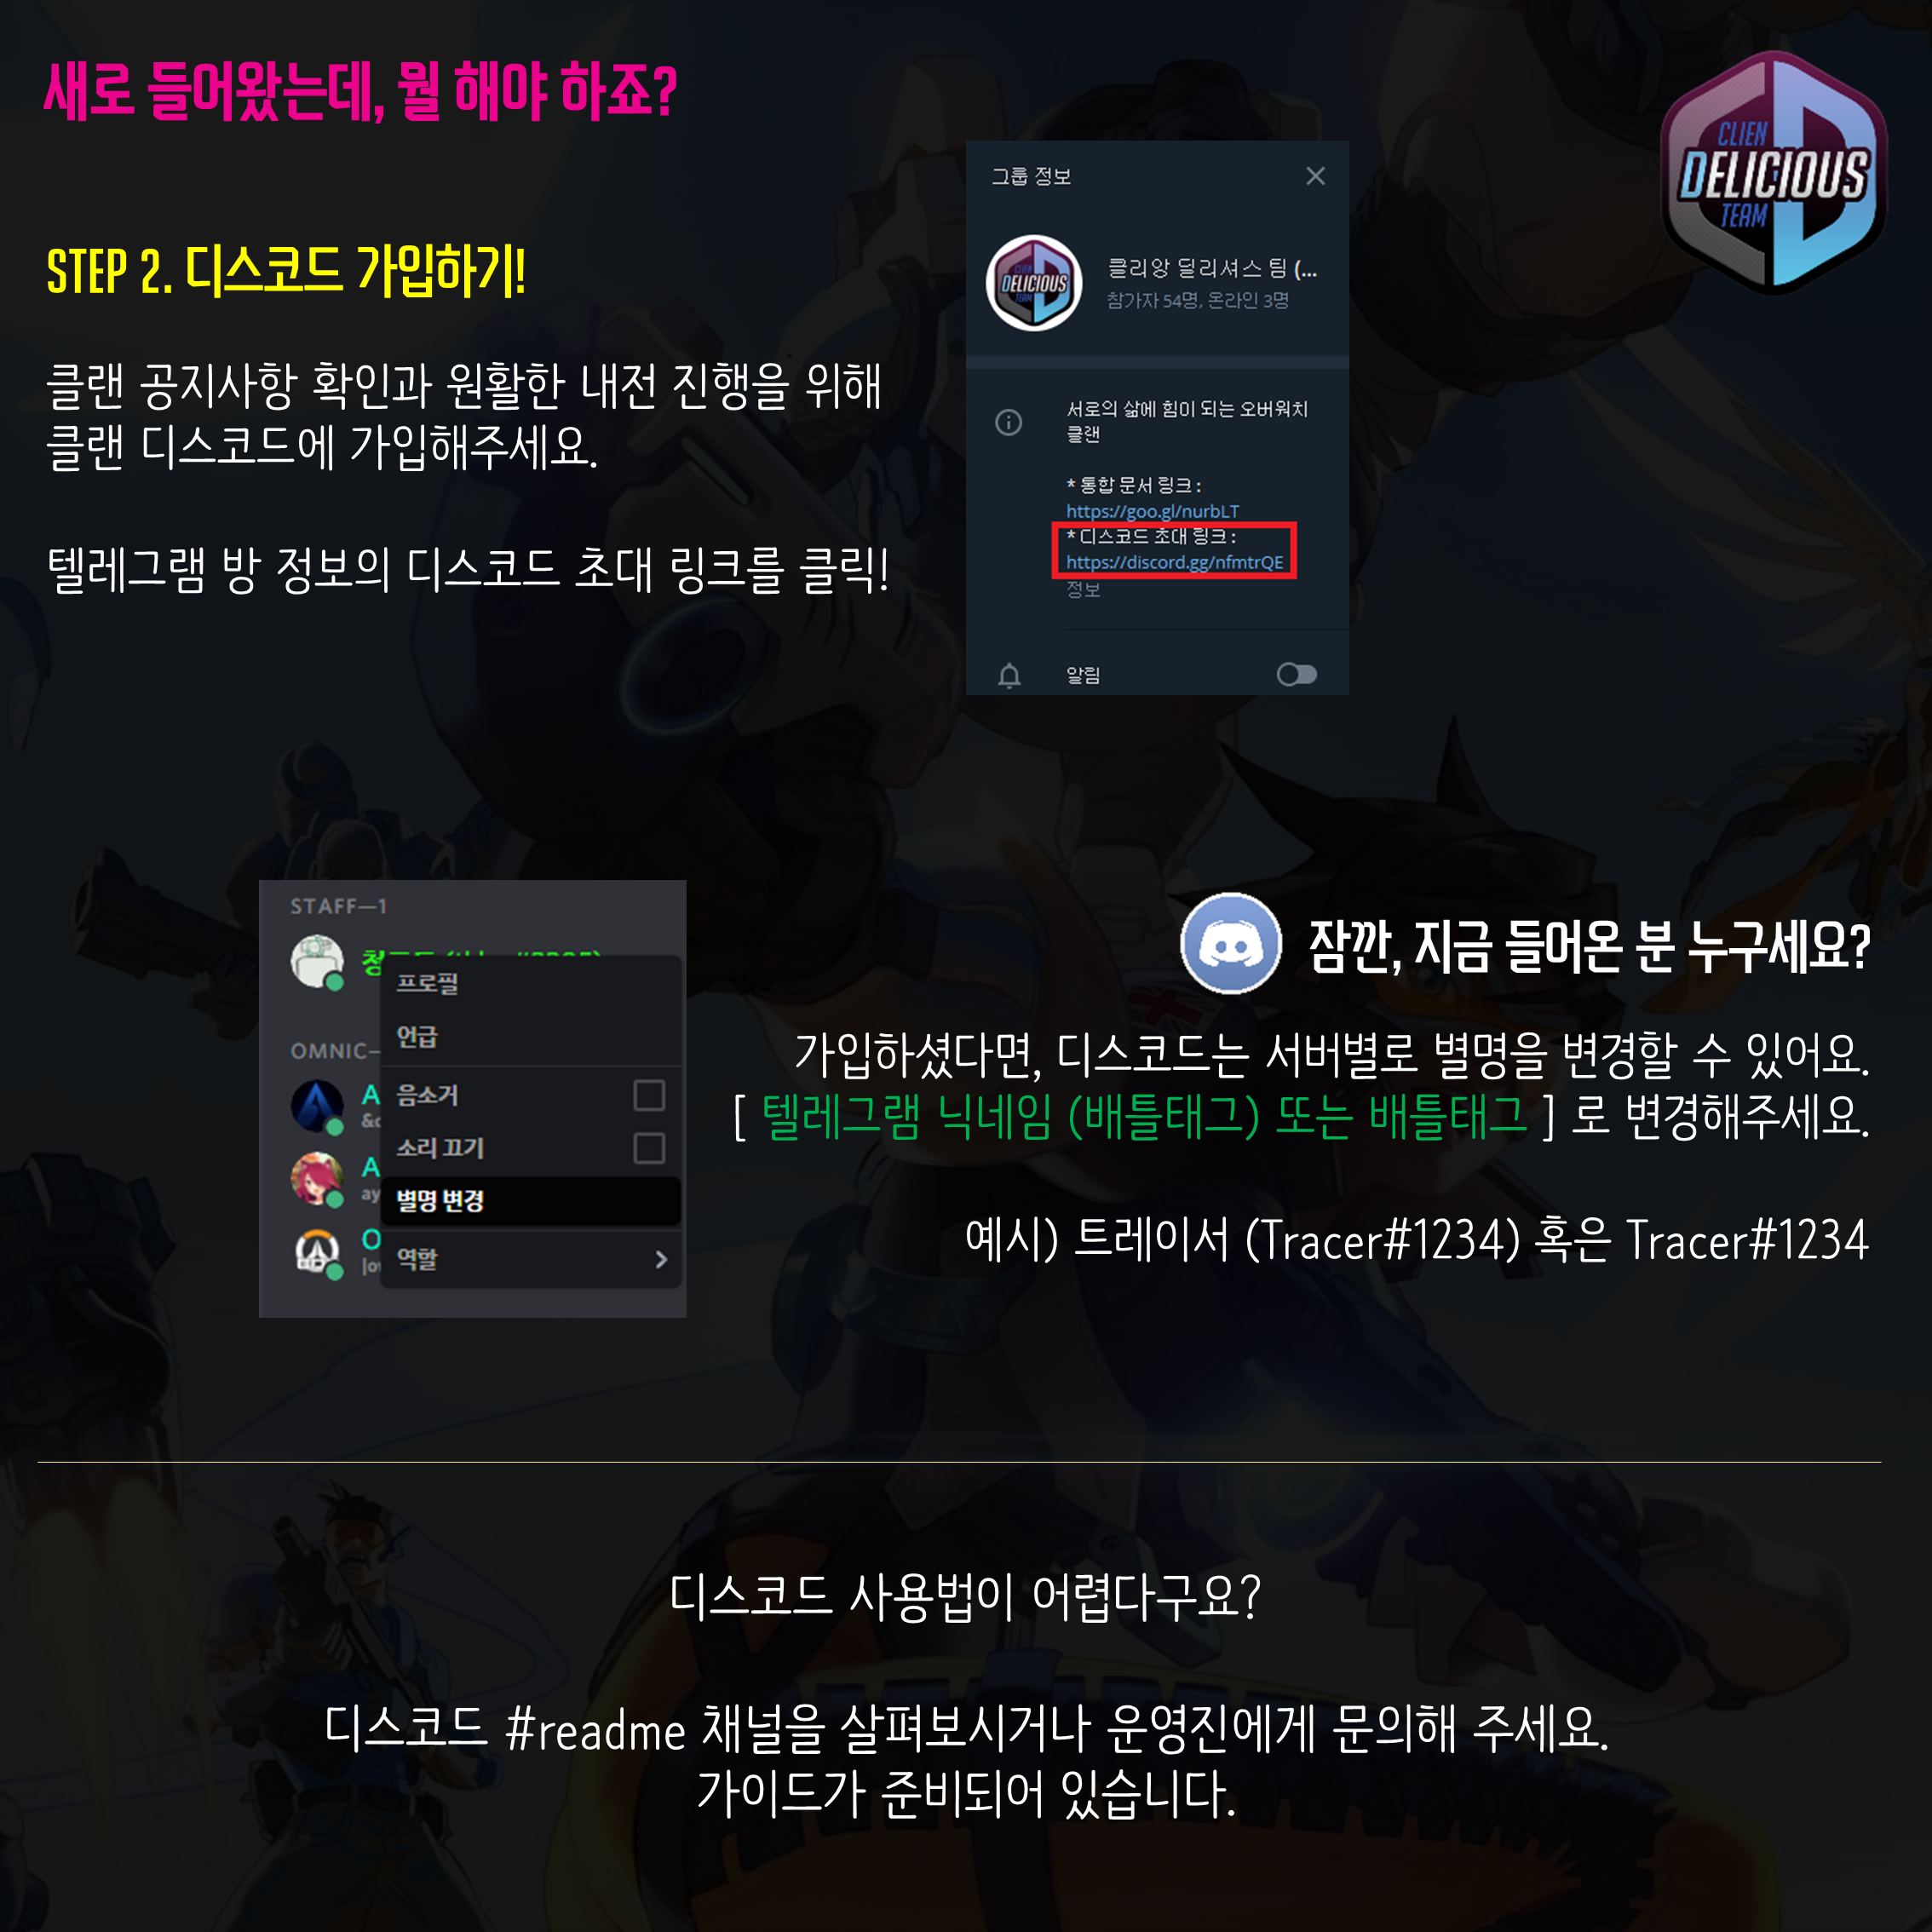 새로 들어왔는데, 뭘 해야 하죠?
CLIEN
DELICIOUS
TEAM
STEP 2. 디스코드 가입하기!
클랜 공지사항 확인과 원활한 내전 진행을 위해
클랜 디스코드에 가입해주세요.
텔레그램 방 정보의 디스코드 초대 링크를 클릭!
그룹 정보
CLIEN
DELICIOUS
TEAM
클리앙 딜리셔스 팀 (...
참가자 54명, 온라인 3명
서로의 삶에 힘이 되는 오버워치
클랜
* 통합 문서 링크 :
https://goo.gl/nurbLT
* 디스코드 초대 링크 :
https://discord.gg/nfmtrQE
정보
알림
STAFF—1
청
OMNIC—
A
&c
A
ay
O
|ov
프로필
언급
음소거
소리 끄기
별명 변경
역할
잠깐, 지금 들어온 분 누구세요?
가입하셨다면, 디스코드는 서버별로 별명을 변경할 수 있어요.
[ 텔레그램 닉네임 (배틀태그) 또는 배틀태그 ] 로 변경해주세요.
예시) 트레이서 (Tracer#1234) 혹은 Tracer#1234
디스코드 사용법이 어렵다구요?
디스코드 #readme 채널을 살펴보시거나 운영진에게 문의해 주세요.
가이드가 준비되어 있습니다.